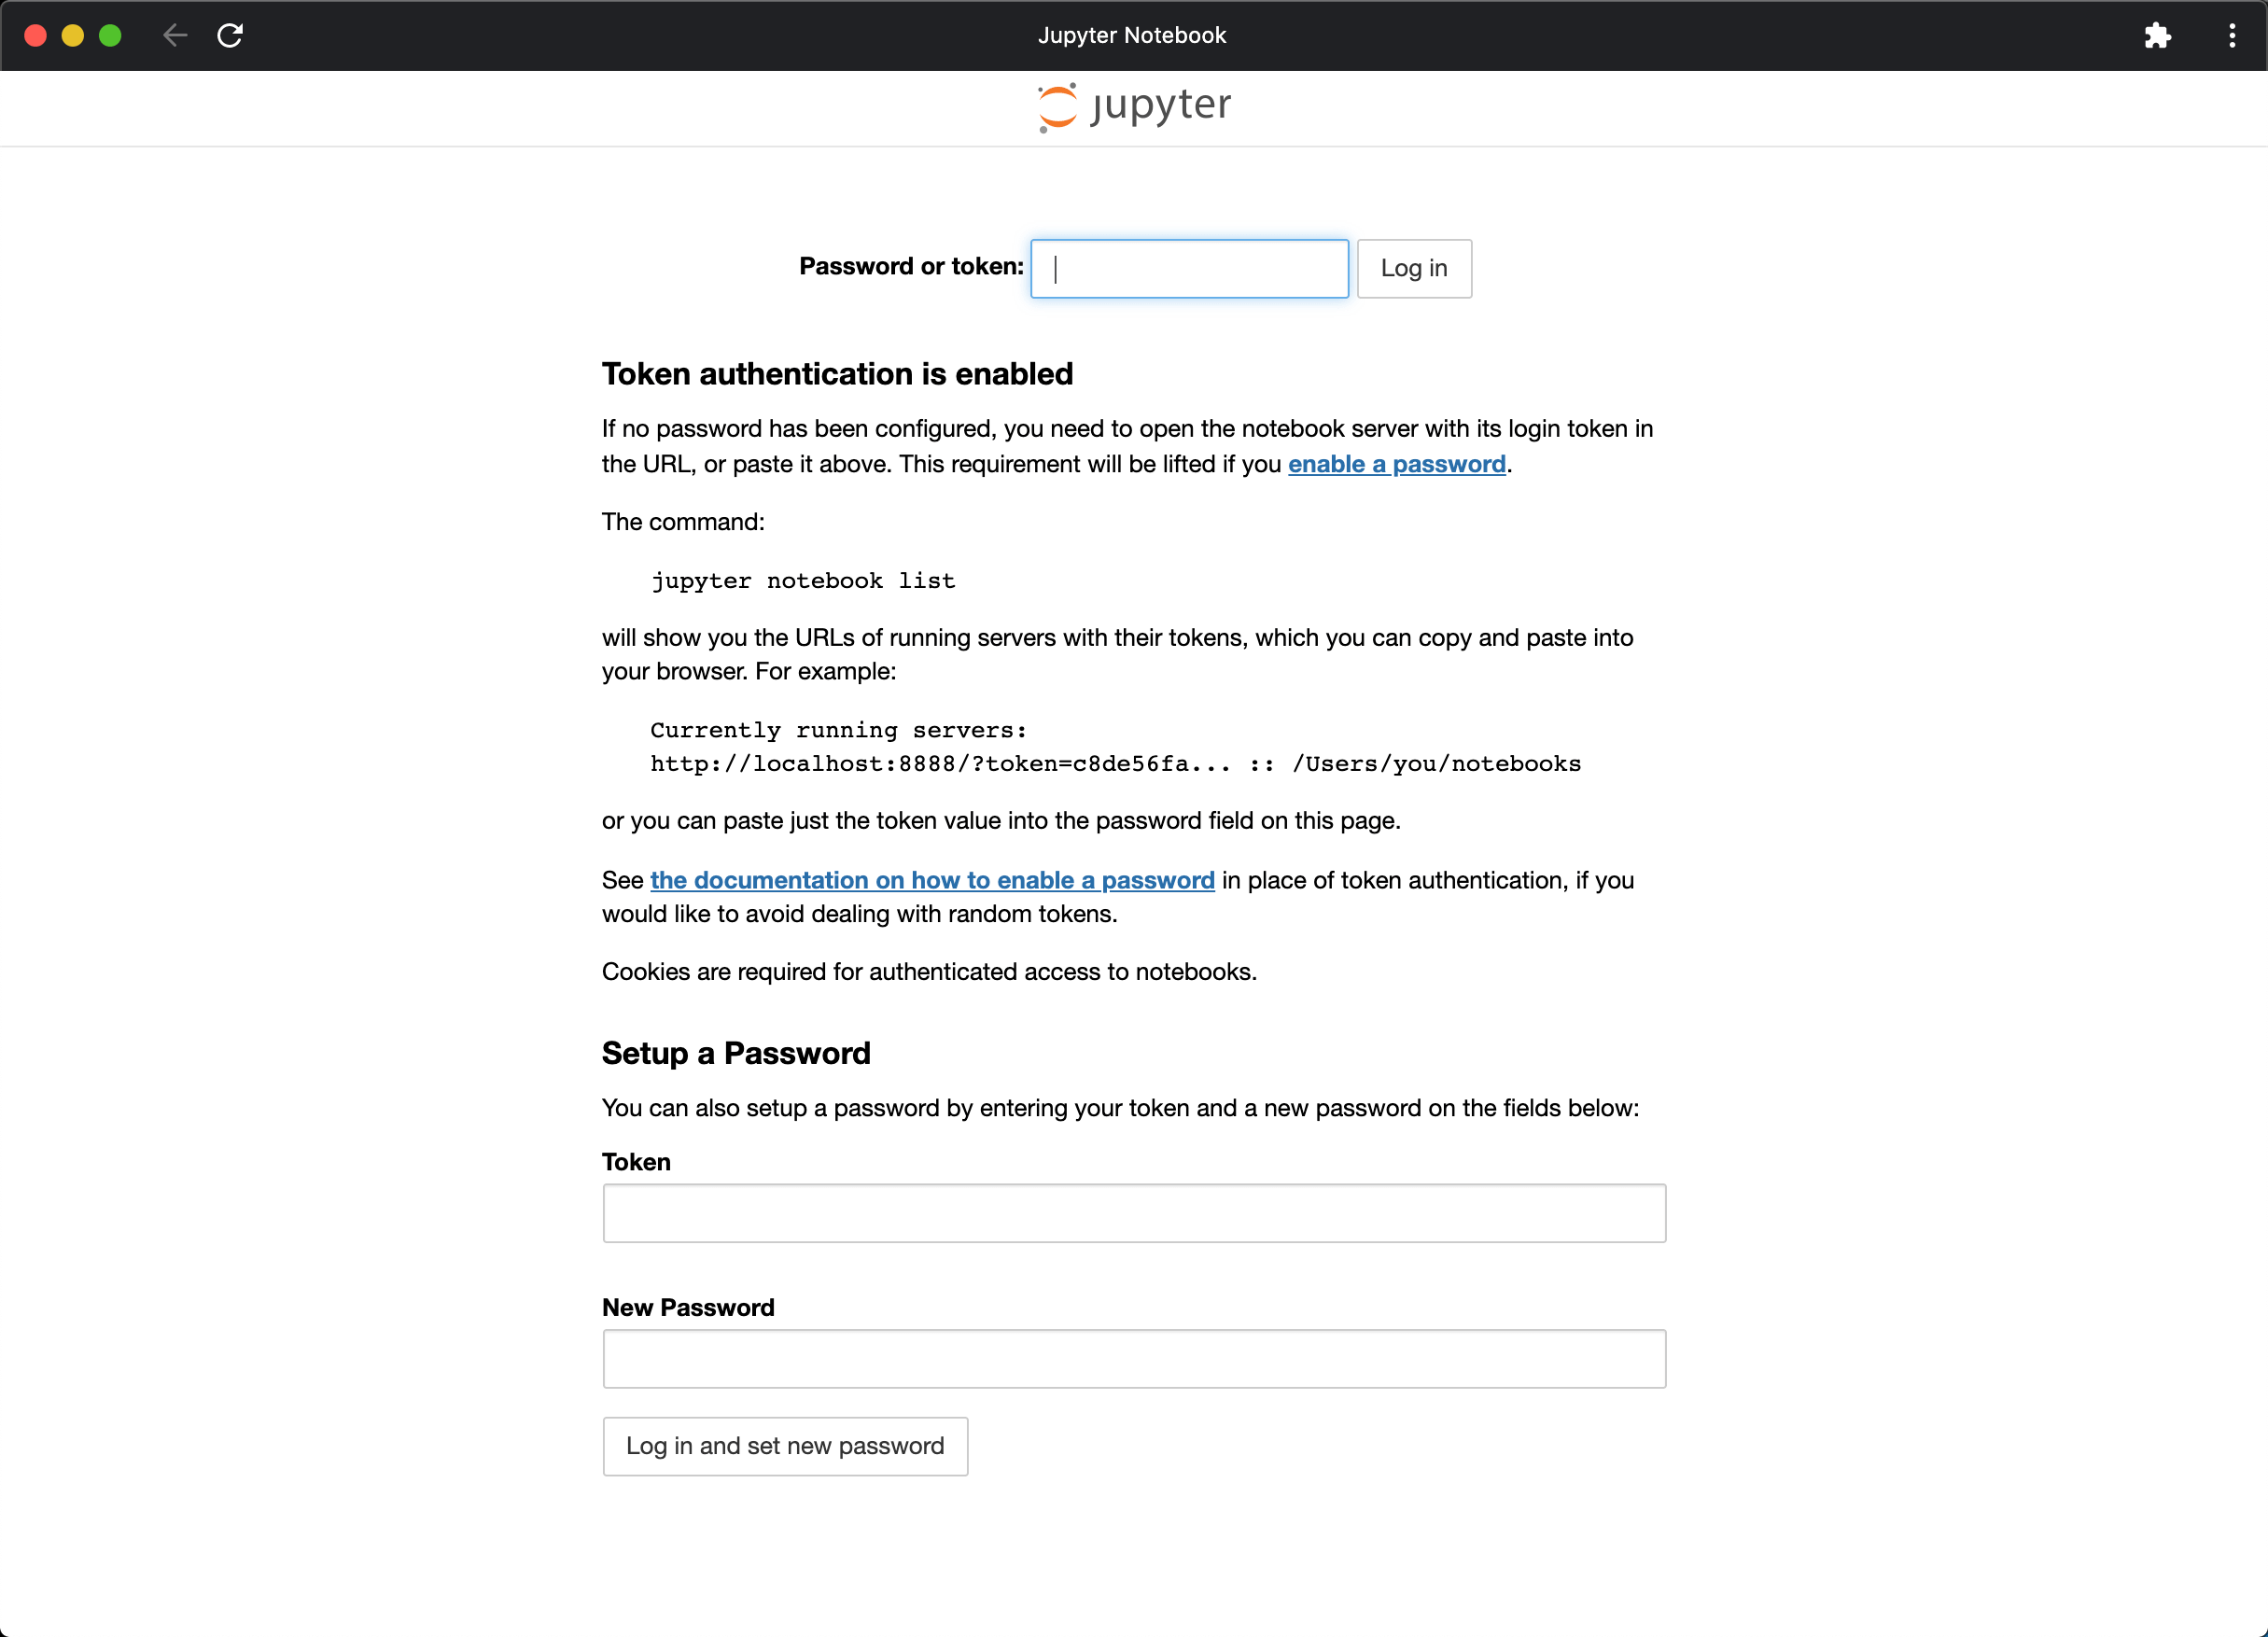 Jupyter Notebook
jupyter
Password or token:
Log in
Token authentication is enabled
If no password has been configured, you need to open the notebook server with its login token in
the URL, or paste it above. This requirement will be lifted if you enable a password.
The command:
jupyter notebook list
will show you the URLs of running servers with their tokens, which you can copy and paste into
your browser. For example:
Currently running servers:
http://localhost:8888/?token=c8de56fa... :: /Users/you/notebooks
or you can paste just the token value into the password field on this page.
See the documentation on how to enable a password in place of token authentication, if you
would like to avoid dealing with random tokens.
Cookies are required for authenticated access to notebooks.
Setup a Password
You can also setup a password by entering your token and a new password on the fields below:
Token
New Password
Log in and set new password